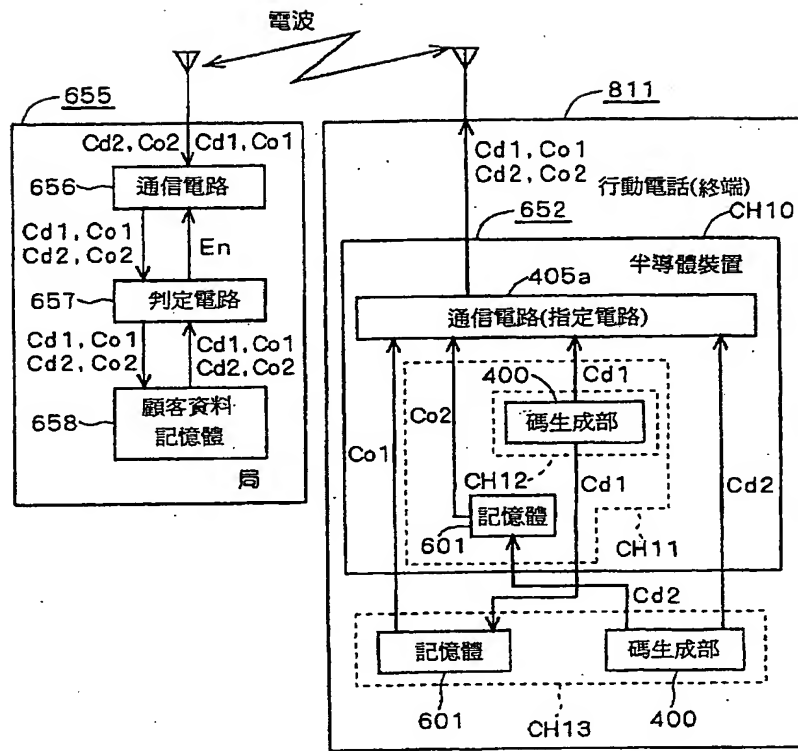 電波
655
Cd2, Co2
Cd1, Co1
656
通信電路
Cd1, Co1
Cd2, Co2
En
657
判定電路
Cd1, Co1
Cd2, Co2
Cd1, Co1
Cd2, Co2
658
顧客資料
記憶體
局
811
Cd1, Co1
Cd2, Co2
行動電話(終端)
652
CH10
半導體裝置
405a
通信電路(指定電路)
Co1
Co2
400
Cd1
碼生成部
CH12
Cd1
Cd2
記憶體
601
CH11
Cd2
記憶體
碼生成部
601
CH13
400